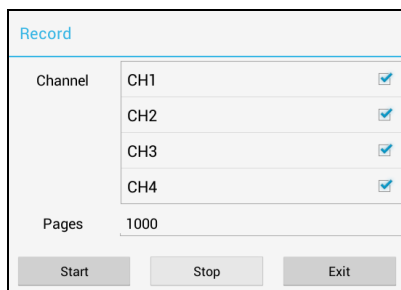 Record
Channel
CH1
CH2
CH3
CH4
Pages
1000
Start Stop Exit